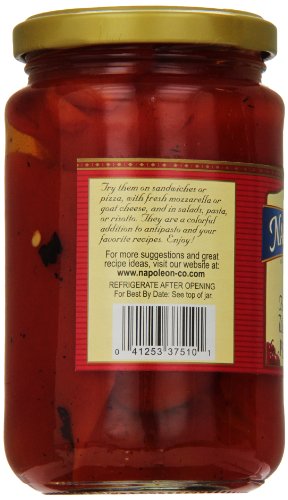 Try them on sandwiches or
pizza, with fresh mozzarella or
goat cheese, and in salads, pasta,
or risotto. They are a colorful
addition to antipasto and your
favorite recipes. Enjoy!
For more suggestions and great
recipe ideas, visit our website at:
www.napoleon-co.com
REFRIGERATE AFTER OPENING
For Best By Date: See top of jar.
0 41253 37510 1